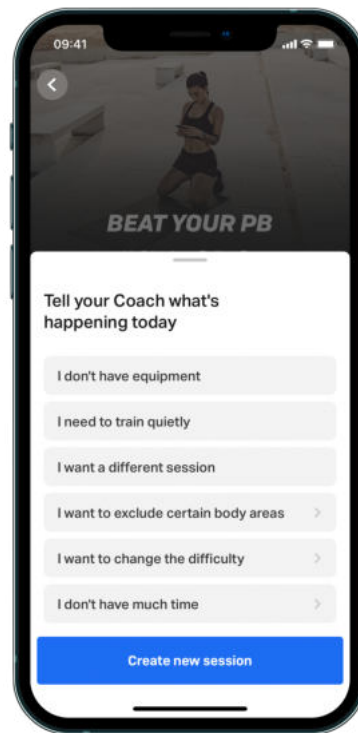 09:41
BEAT YOUR PB
Tell your Coach what's
happening today
I don't have equipment
I need to train quietly
I want a different session
I want to exclude certain body areas
I want to change the difficulty
I don't have much time
Create new session